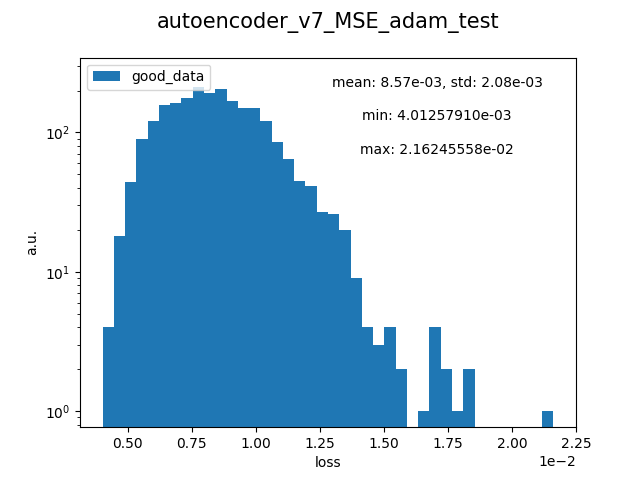 autoencoder_v7_MSE_adam_test
good_data
mean: 8.57e-03, std: 2.08e-03
min: 4.01257910e-03
max: 2.16245558e-02
10²
10¹
10⁰
a.u.
0.50 0.75 1.00 1.25 1.50 1.75 2.00 2.25
loss
1e−2